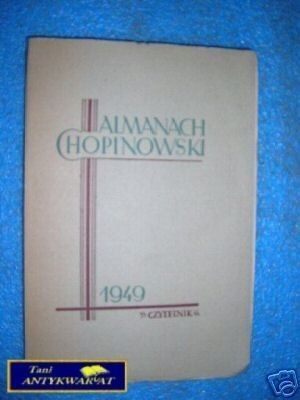 ALMANACH
CHOPINOWSKI
1949
CZYTELNIK
Tani
ANTYKWARIAT